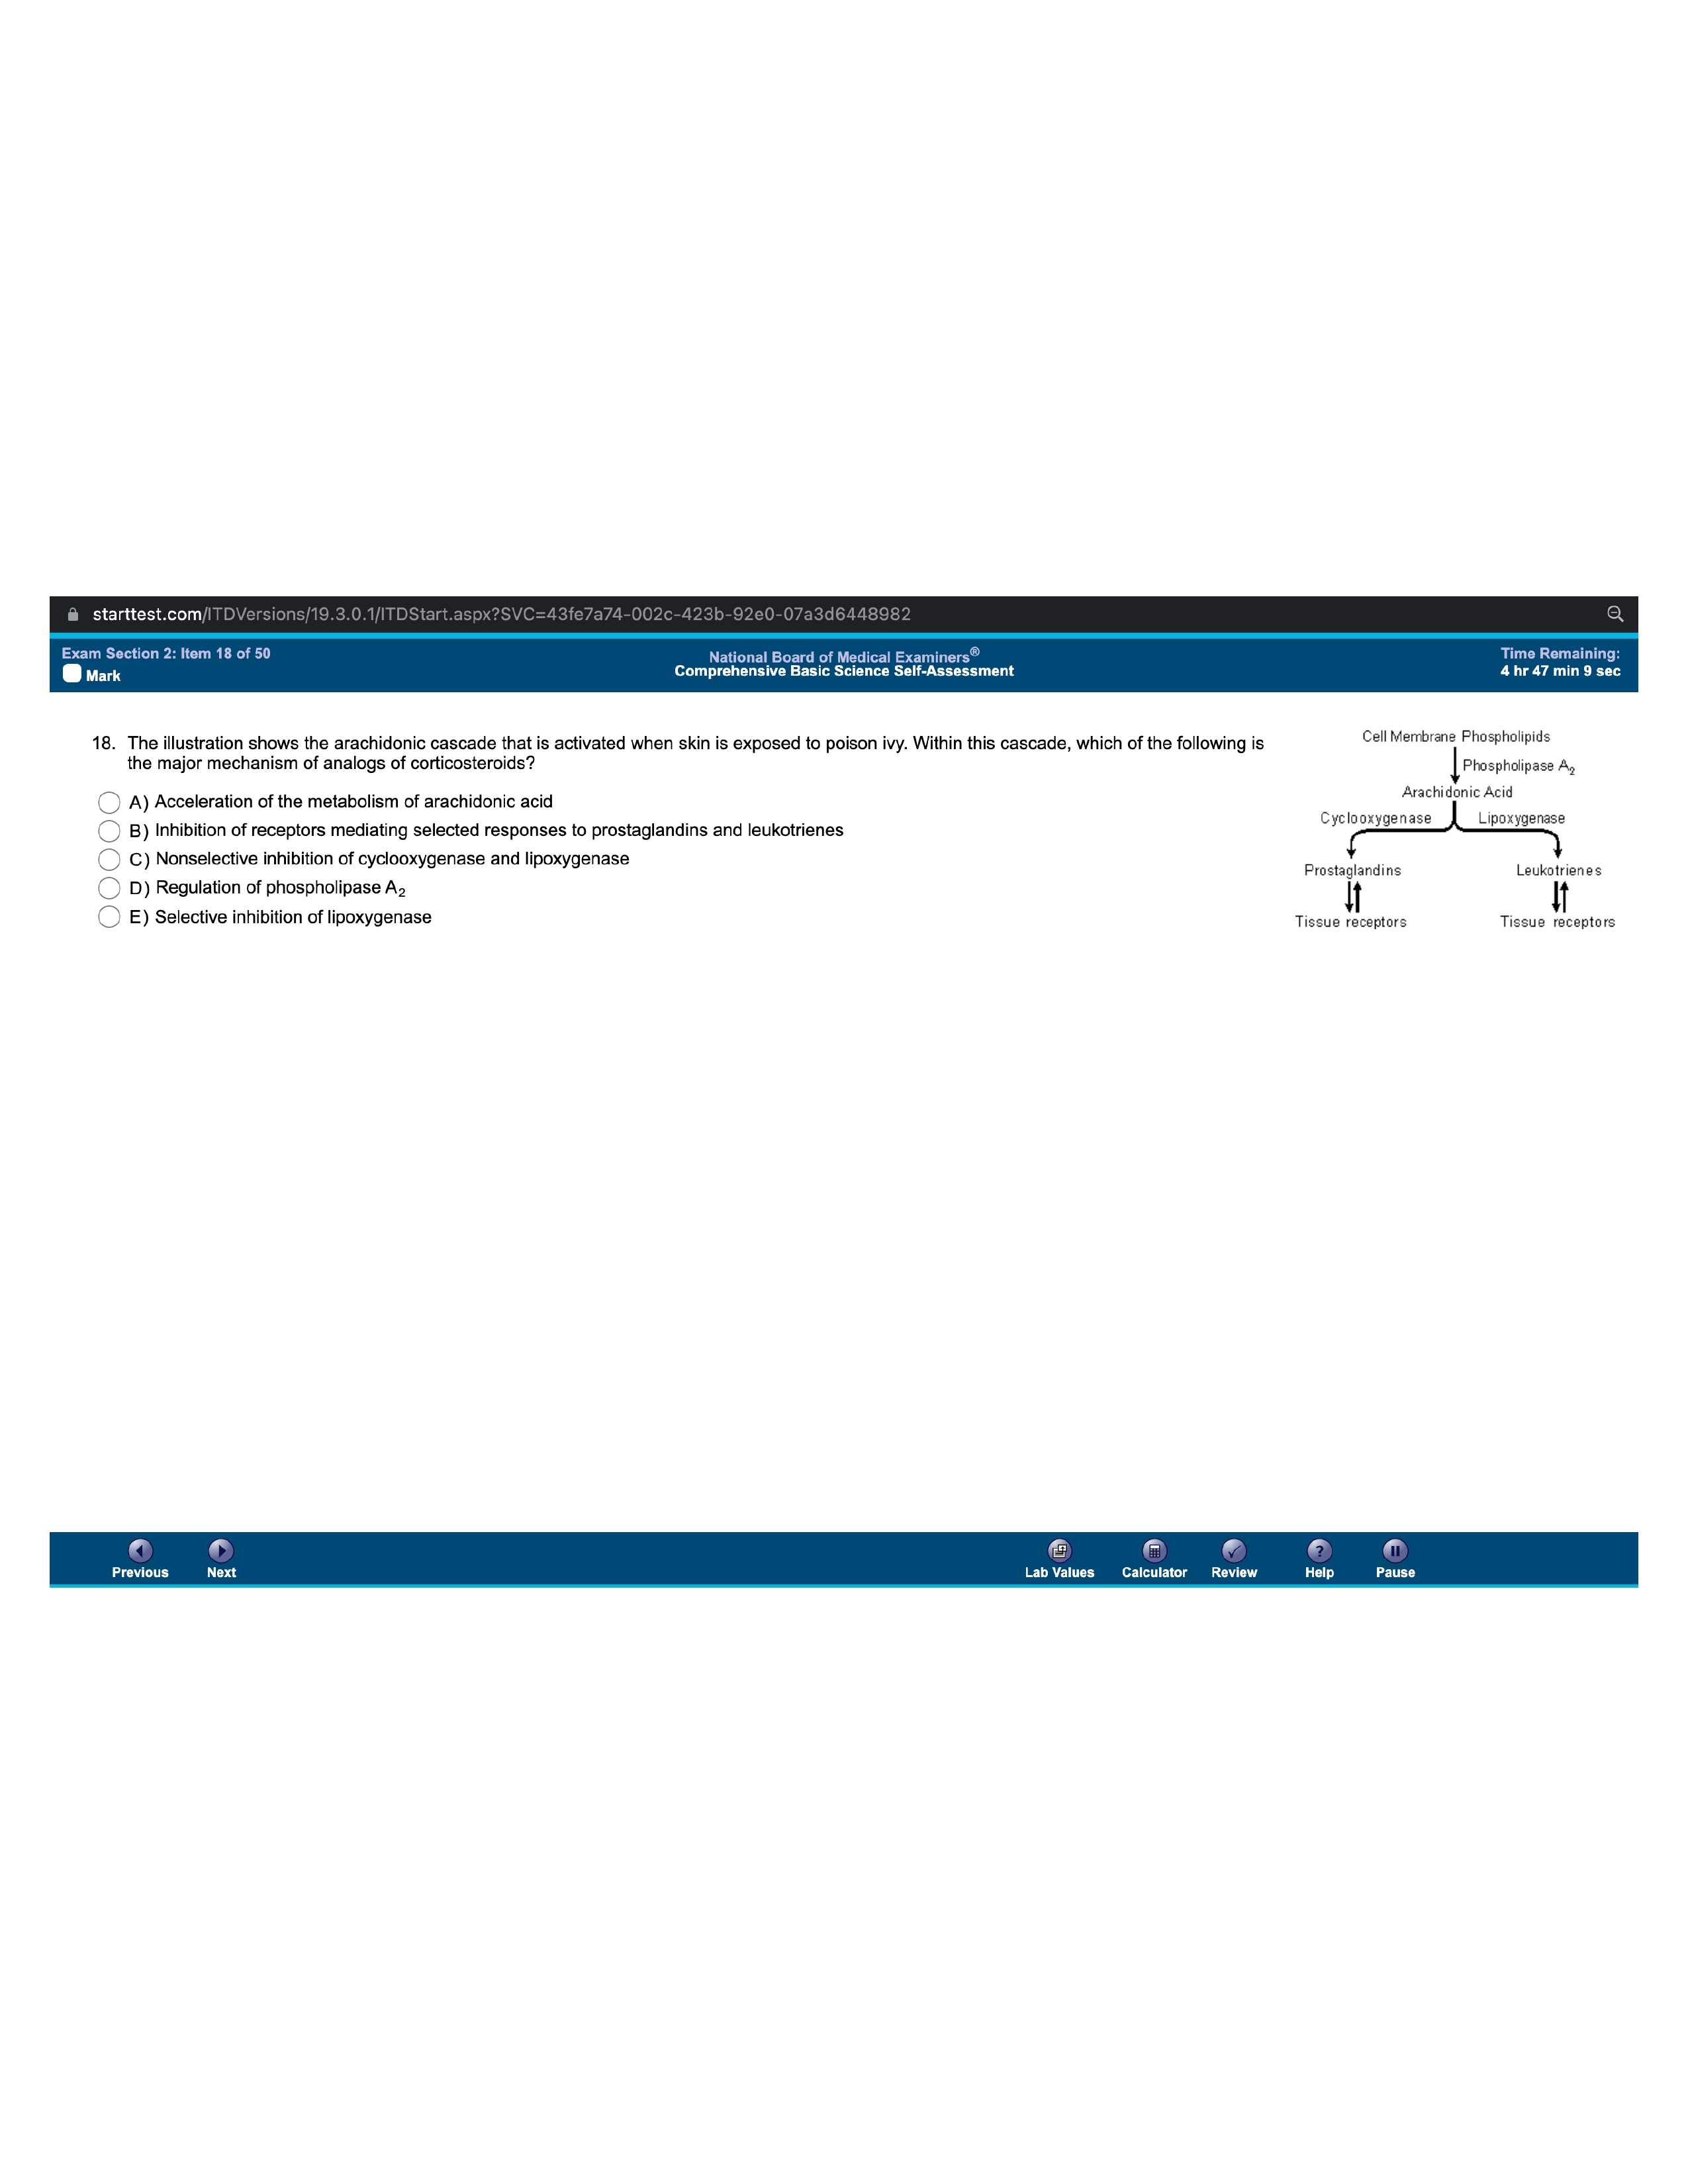 starttest.com/ITDVersions/19.3.0.1/ITDStart.aspx?SVC=43fe7a74-002c-423b-92e0-07a3d6448982
Exam Section 2: Item 18 of 50
Mark
National Board of Medical Examiners®
Comprehensive Basic Science Self-Assessment
Time Remaining:
4 hr 47 min 9 sec
18. The illustration shows the arachidonic cascade that is activated when skin is exposed to poison ivy. Within this cascade, which of the following is
the major mechanism of analogs of corticosteroids?
A) Acceleration of the metabolism of arachidonic acid
B) Inhibition of receptors mediating selected responses to prostaglandins and leukotrienes
C) Nonselective inhibition of cyclooxygenase and lipoxygenase
D) Regulation of phospholipase A₂
E) Selective inhibition of lipoxygenase
Cell Membrane Phospholipids
Phospholipase A₂
Arachidonic Acid
Cyclooxygenase Lipoxygenase
Prostaglandins Leukotrienes
Tissue receptors Tissue receptors
Previous Next Lab Values Calculator Review Help Pause